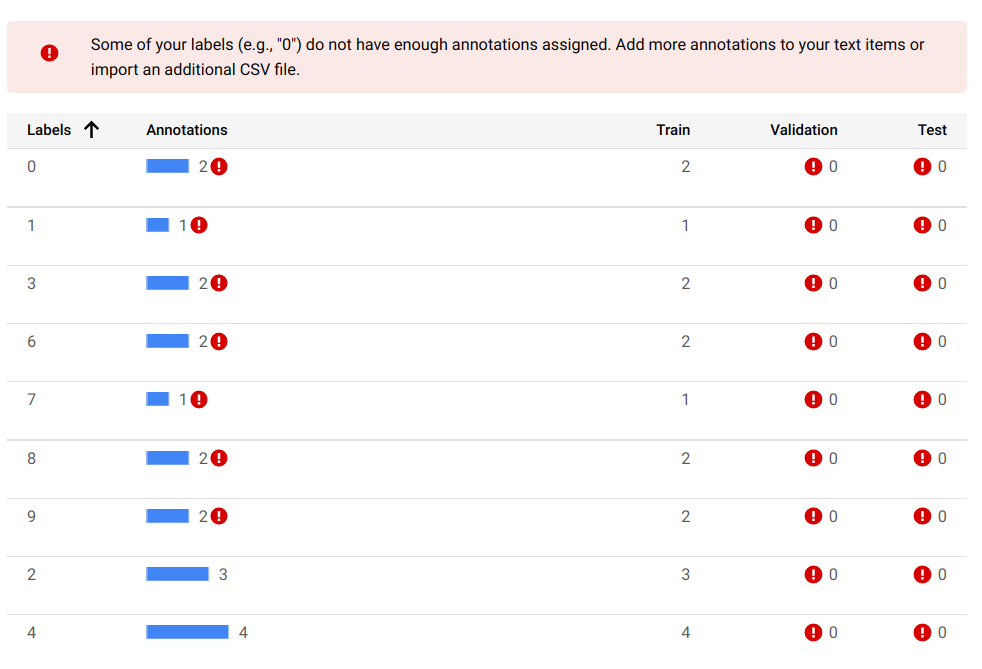 Some of your labels (e.g., "0") do not have enough annotations assigned. Add more annotations to your text items or
import an additional CSV file.
Labels Annotations Train Validation Test
0 2 2 0 0
1 1 1 0 0
3 2 2 0 0
6 2 2 0 0
7 1 1 0 0
8 2 2 0 0
9 2 2 0 0
2 3 3 0 0
4 4 4 0 0